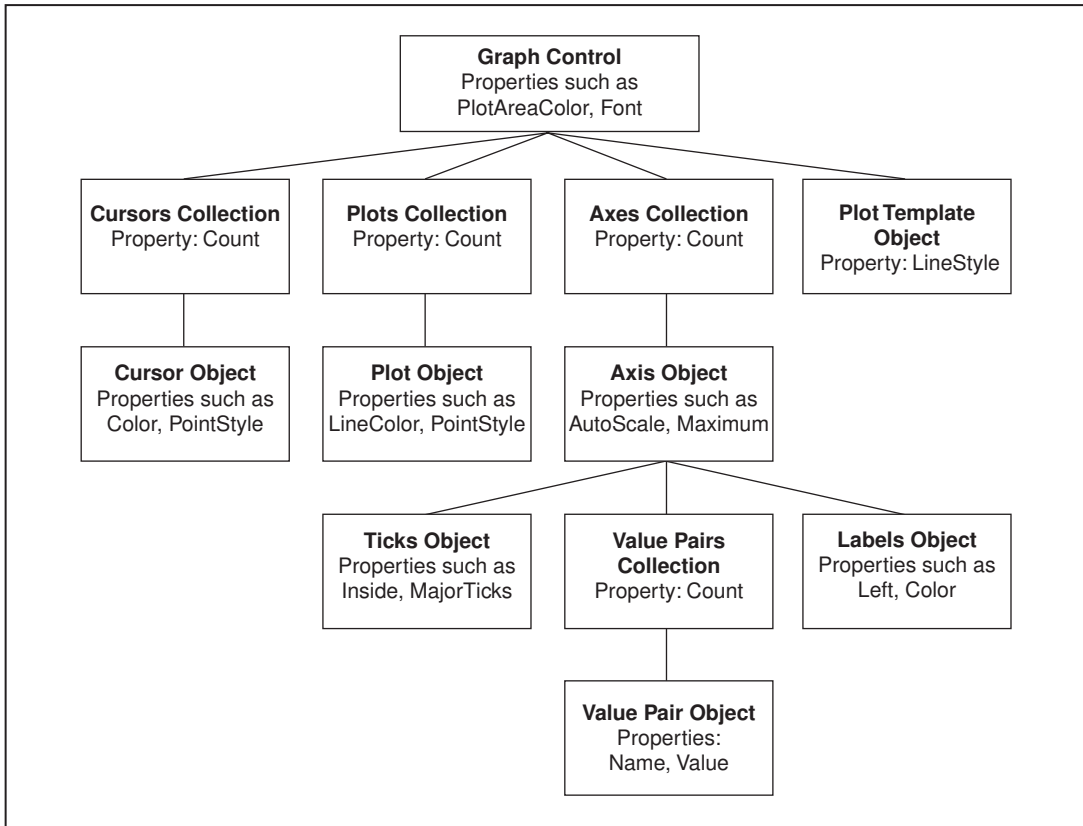 Graph Control
Properties such as
PlotAreaColor, Font
Cursors Collection
Property: Count
Plots Collection
Property: Count
Axes Collection
Property: Count
Plot Template
Object
Property: LineStyle
Cursor Object
Properties such as
Color, PointStyle
Plot Object
Properties such as
LineColor, PointStyle
Axis Object
Properties such as
AutoScale, Maximum
Ticks Object
Properties such as
Inside, MajorTicks
Value Pairs
Collection
Property: Count
Labels Object
Properties such as
Left, Color
Value Pair Object
Properties:
Name, Value